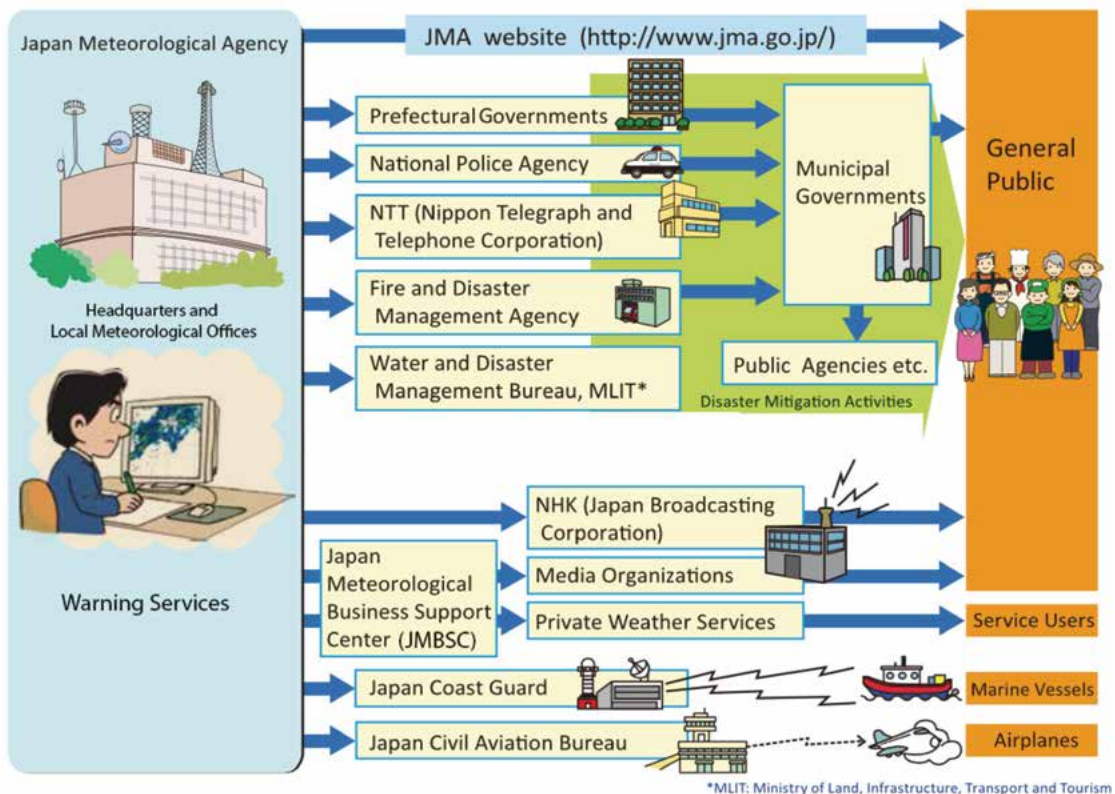 Japan Meteorological Agency
JMA website (http://www.jma.go.jp/)
Prefectural Governments
National Police Agency
NTT (Nippon Telegraph and
Telephone Corporation)
Fire and Disaster
Management Agency
Water and Disaster
Management Bureau, MLIT*
Municipal
Governments
Public Agencies etc.
Disaster Mitigation Activities
General
Public
Headquarters and
Local Meteorological Offices
Warning Services
NHK (Japan Broadcasting
Corporation)
Japan
Meteorological
Business Support
Center (JMBSC)
Media Organizations
Private Weather Services
Service Users
Japan Coast Guard
Marine Vessels
Japan Civil Aviation Bureau
Airplanes
*MLIT: Ministry of Land, Infrastructure, Transport and Tourism